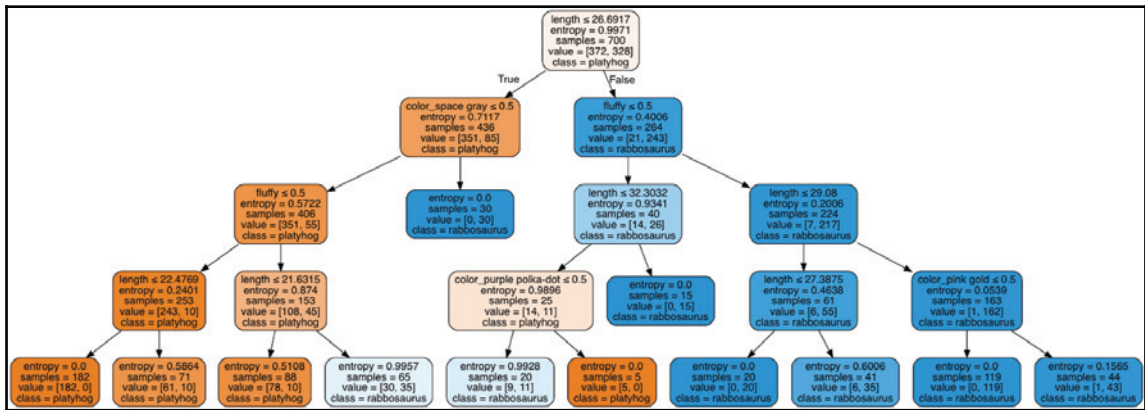 length ≤ 26.6917
entropy = 0.9971
samples = 700
value = [372, 328]
class = platyhog
True
False
color_space gray ≤ 0.5
entropy = 0.7117
samples = 436
value = [351, 85]
class = platyhog
fluffy ≤ 0.5
entropy = 0.4006
samples = 264
value = [21, 243]
class = rabbosaurus
fluffy ≤ 0.5
entropy = 0.5722
samples = 406
value = [351, 55]
class = platyhog
entropy = 0.0
samples = 30
value = [0, 30]
class = rabbosaurus
length ≤ 32.3032
entropy = 0.9341
samples = 40
value = [14, 26]
class = rabbosaurus
length ≤ 29.08
entropy = 0.2006
samples = 224
value = [7, 217]
class = rabbosaurus
length ≤ 22.4769
entropy = 0.2401
samples = 253
value = [243, 10]
class = platyhog
length ≤ 21.6315
entropy = 0.874
samples = 153
value = [108, 45]
class = platyhog
color_purple polka-dot ≤ 0.5
entropy = 0.9896
samples = 25
value = [14, 11]
class = platyhog
entropy = 0.0
samples = 15
value = [0, 15]
class = rabbosaurus
length ≤ 27.3875
entropy = 0.4638
samples = 61
value = [6, 55]
class = rabbosaurus
color_pink gold ≤ 0.5
entropy = 0.0539
samples = 163
value = [1, 162]
class = rabbosaurus
entropy = 0.0
samples = 182
value = [182, 0]
class = platyhog
entropy = 0.5864
samples = 71
value = [61, 10]
class = platyhog
entropy = 0.5108
samples = 88
value = [78, 10]
class = platyhog
entropy = 0.9957
samples = 65
value = [30, 35]
class = rabbosaurus
entropy = 0.9928
samples = 20
value = [9, 11]
class = rabbosaurus
entropy = 0.0
samples = 5
value = [5, 0]
class = platyhog
entropy = 0.0
samples = 20
value = [0, 20]
class = rabbosaurus
entropy = 0.6006
samples = 41
value = [6, 35]
class = rabbosaurus
entropy = 0.0
samples = 119
value = [0, 119]
class = rabbosaurus
entropy = 0.1565
samples = 44
value = [1, 43]
class = rabbosaurus